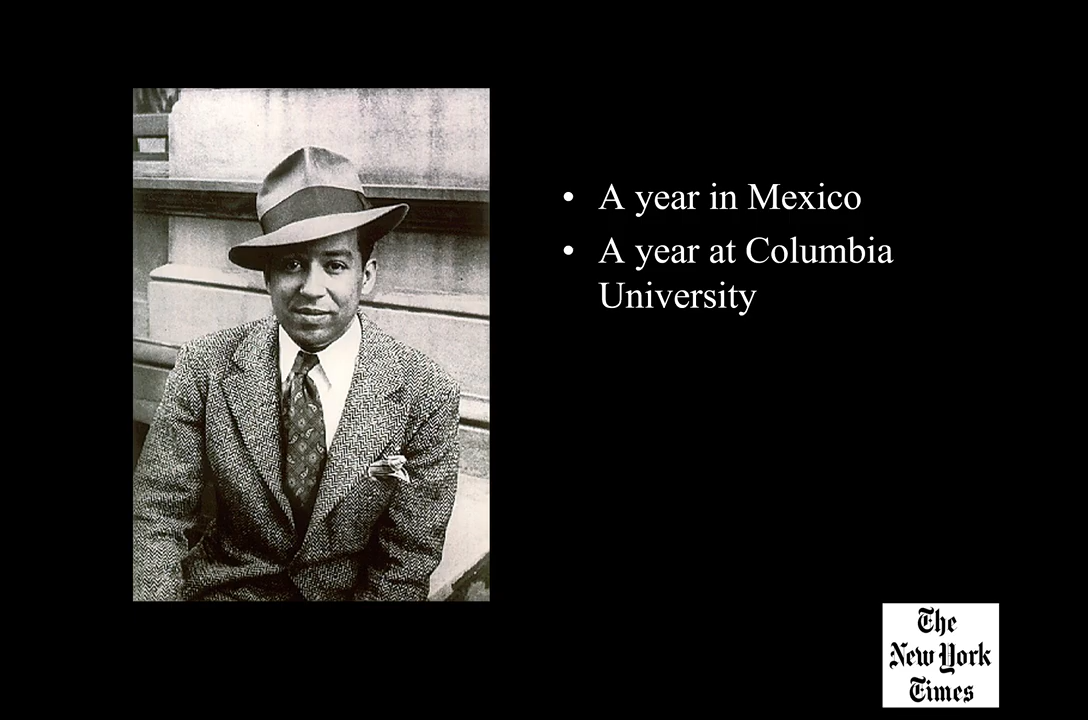 • A year in Mexico
• A year at Columbia
University
The
New York
Times